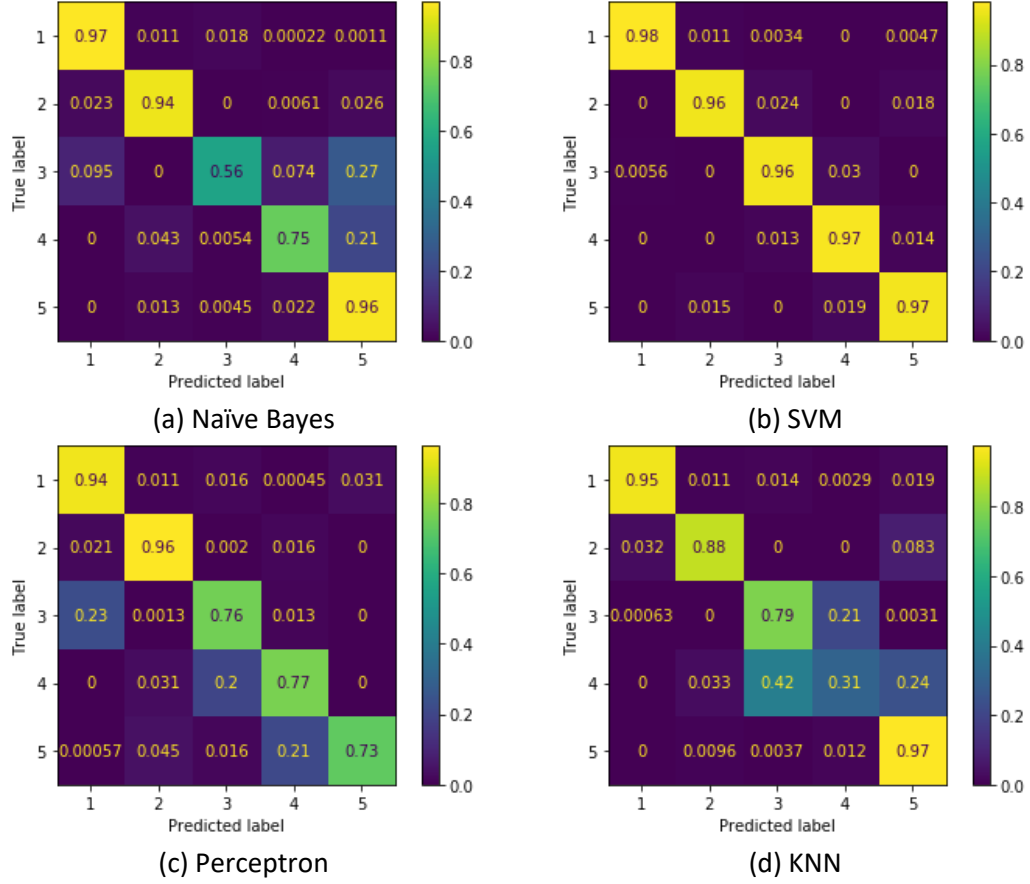 1 0.97 0.011 0.018 0.00022 0.0011
2 0.023 0.94 0 0.0061 0.026
3 0.095 0 0.56 0.074 0.27
4 0 0.043 0.0054 0.75 0.21
5 0 0.013 0.0045 0.022 0.96
1 2 3 4 5
True label
Predicted label
0.8
0.6
0.4
0.2
0.0
(a) Naïve Bayes
1 0.98 0.011 0.0034 0 0.0047
2 0 0.96 0.024 0 0.018
3 0.0056 0 0.96 0.03 0
4 0 0 0.013 0.97 0.014
5 0 0.015 0 0.019 0.97
1 2 3 4 5
True label
Predicted label
0.8
0.6
0.4
0.2
0.0
(b) SVM
1 0.94 0.011 0.016 0.00045 0.031
2 0.021 0.96 0.002 0.016 0
3 0.23 0.0013 0.76 0.013 0
4 0 0.031 0.2 0.77 0
5 0.00057 0.045 0.016 0.21 0.73
1 2 3 4 5
True label
Predicted label
0.8
0.6
0.4
0.2
0.0
(c) Perceptron
1 0.95 0.011 0.014 0.0029 0.019
2 0.032 0.88 0 0 0.083
3 0.00063 0 0.79 0.21 0.0031
4 0 0.033 0.42 0.31 0.24
5 0 0.0096 0.0037 0.012 0.97
1 2 3 4 5
True label
Predicted label
0.8
0.6
0.4
0.2
0.0
(d) KNN